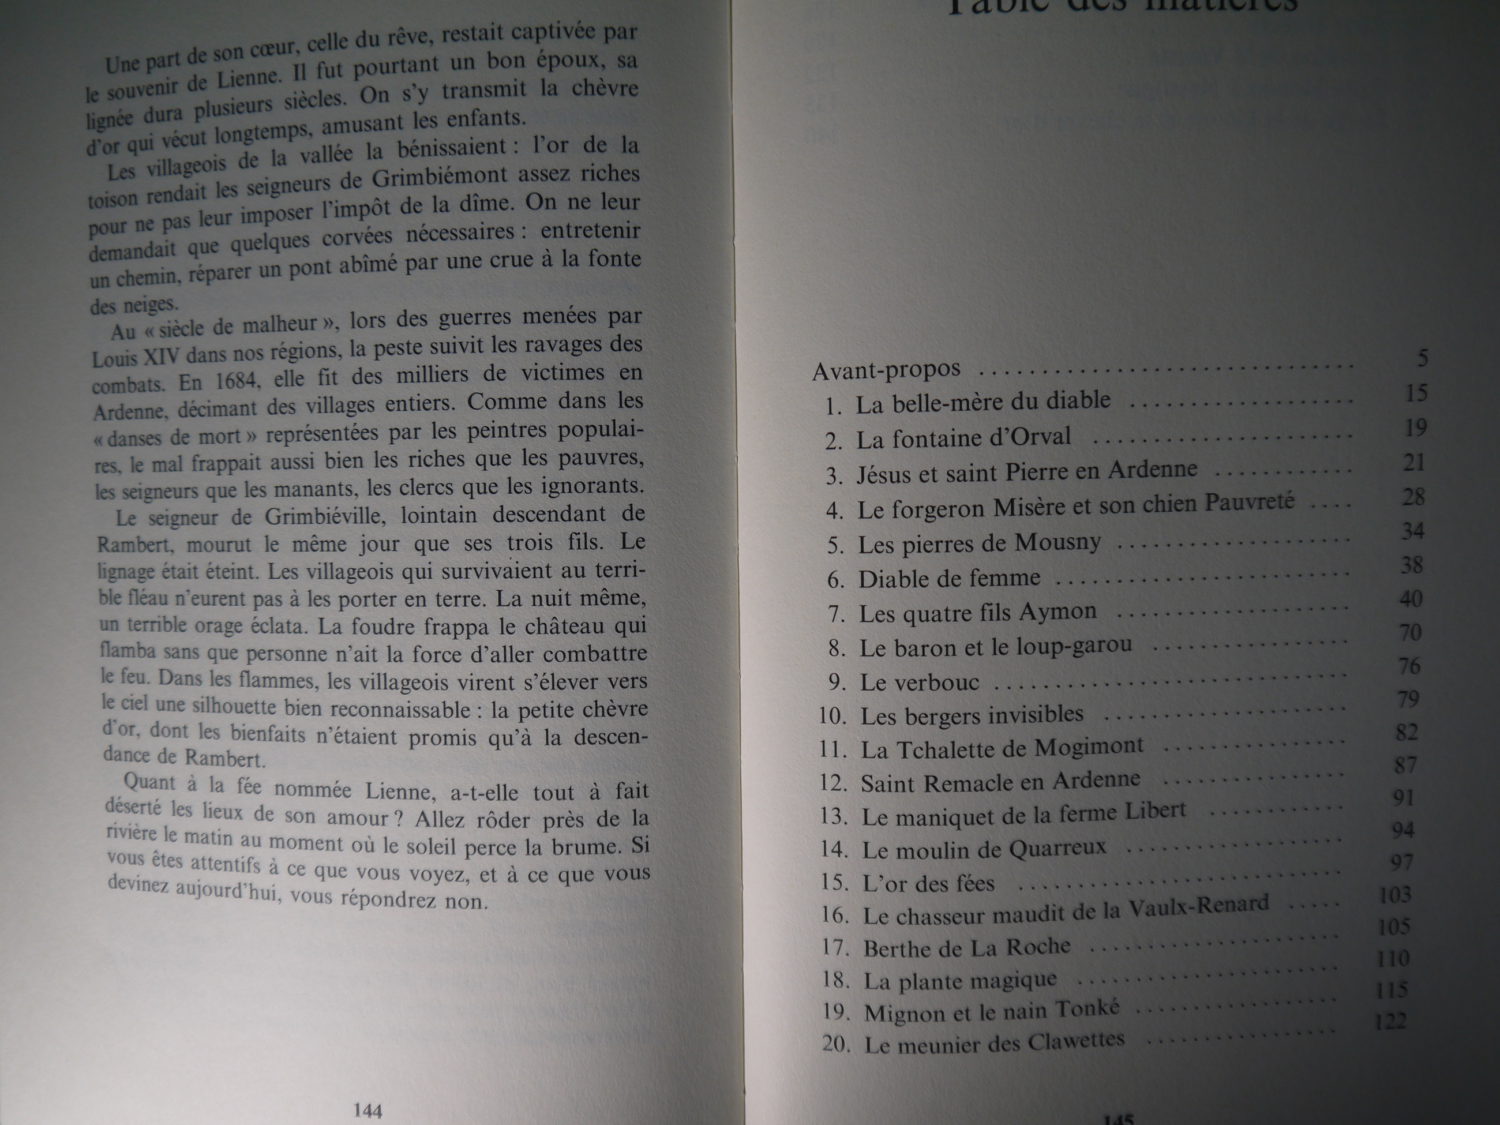 Une part de son cœur, celle du rêve, restait captivée par
le souvenir de Lienne. Il fut pourtant un bon époux, sa
lignée dura plusieurs siècles. On s'y transmit la chèvre
d'or qui vécut longtemps, amusant les enfants.
Les villageois de la vallée la bénissaient : l'or de la
toison rendait les seigneurs de Grimbiémont assez riches
pour ne pas leur imposer l'impôt de la dîme. On ne leur
demandait que quelques corvées nécessaires : entretenir
un chemin, réparer un pont abîmé par une crue à la fonte
des neiges.
Au « siècle de malheur », lors des guerres menées par
Louis XIV dans nos régions, la peste suivit les ravages des
combats. En 1684, elle fit des milliers de victimes en
Ardenne, décimant des villages entiers. Comme dans les
« danses de mort » représentées par les peintres populai-
res, le mal frappait aussi bien les riches que les pauvres,
les seigneurs que les manants, les clercs que les ignorants.
Le seigneur de Grimbiéville, lointain descendant de
Rambert, mourut le même jour que ses trois fils. Le
lignage était éteint. Les villageois qui survivaient au terri-
ble fléau n'eurent pas à les porter en terre. La nuit même,
un terrible orage éclata. La foudre frappa le château qui
flamba sans que personne n'ait la force d'aller combattre
le feu. Dans les flammes, les villageois virent s'élever vers
le ciel une silhouette bien reconnaissable : la petite chèvre
d'or, dont les bienfaits n'étaient promis qu'à la descen-
dance de Rambert.
Quant à la fée nommée Lienne, a-t-elle tout à fait
déserté les lieux de son amour ? Allez rôder près de la
rivière le matin au moment où le soleil perce la brume. Si
vous êtes attentifs à ce que vous voyez, et à ce que vous
devinez aujourd'hui, vous répondrez non.
144
Table des matières
Avant-propos .............................. 5
1. La belle-mère du diable ................... 15
2. La fontaine d'Orval ...................... 19
3. Jésus et saint Pierre en Ardenne ............ 21
4. Le forgeron Misère et son chien Pauvreté .... 28
5. Les pierres de Mousny .................... 34
6. Diable de femme ........................ 38
7. Les quatre fils Aymon .................... 40
8. Le baron et le loup-garou ................. 70
9. Le verbouc ............................. 76
10. Les bergers invisibles ..................... 79
11. La Tchalette de Mogimont ................ 82
12. Saint Remacle en Ardenne ................ 87
13. Le maniquet de la ferme Libert ............ 91
14. Le moulin de Quarreux ................... 94
15. L'or des fées ............................ 97
16. Le chasseur maudit de la Vaulx-Renard ..... 103
17. Berthe de La Roche ...................... 105
18. La plante magique ....................... 110
19. Mignon et le nain Tonké .................. 115
20. Le meunier des Clawettes ................. 122
145